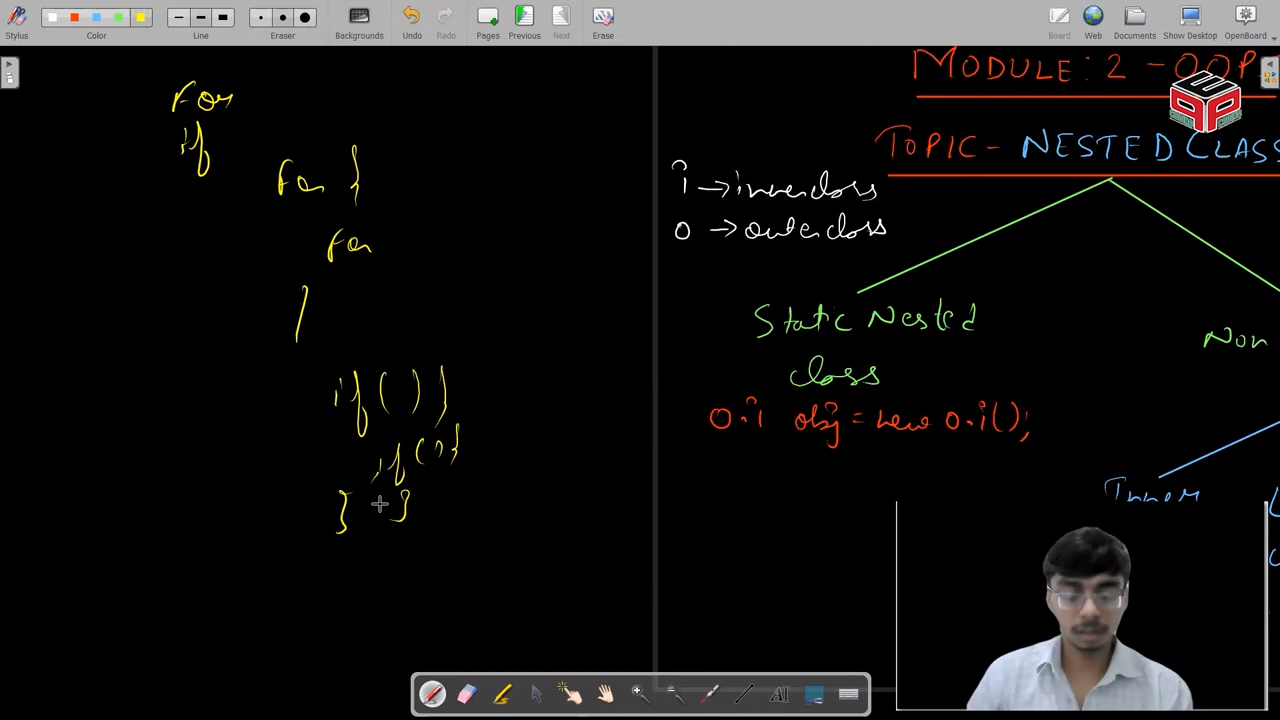 Stylus
Color
Line
Eraser
Backgrounds
Undo
Redo
Pages
Previous
Next
Erase
Board
Web
Documents
Show Desktop
OpenBoard
For
if
For {
For
}
if( ) {
if( ) {
} }
MODULE: 2 - OOP
TOPIC - NESTED CLASS
i → innerclass
O → outerclass
Static Nested
class
Non
O.i obj = new O.i();
Inner